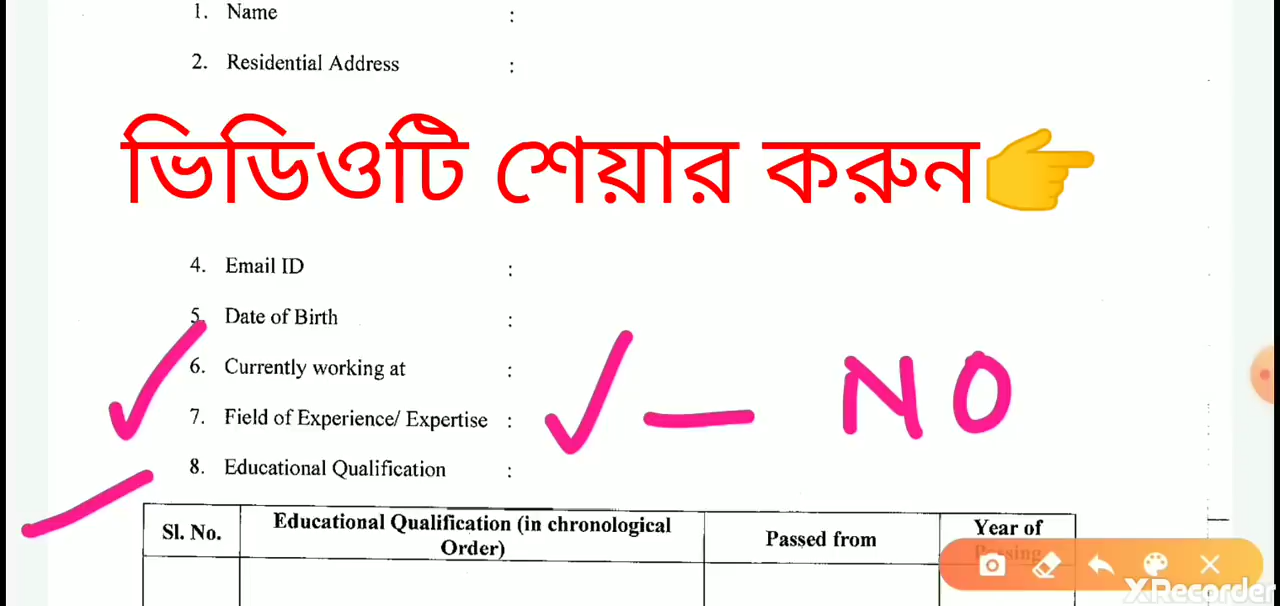 1. Name :
2. Residential Address :
ভিডিওটি শেয়ার করুন👉
4. Email ID :
5. Date of Birth :
6. Currently working at :
7. Field of Experience/ Expertise : — NO
8. Educational Qualification :
Sl. No. Educational Qualification (in chronological Order) Passed from Year of Passing
XRecorder